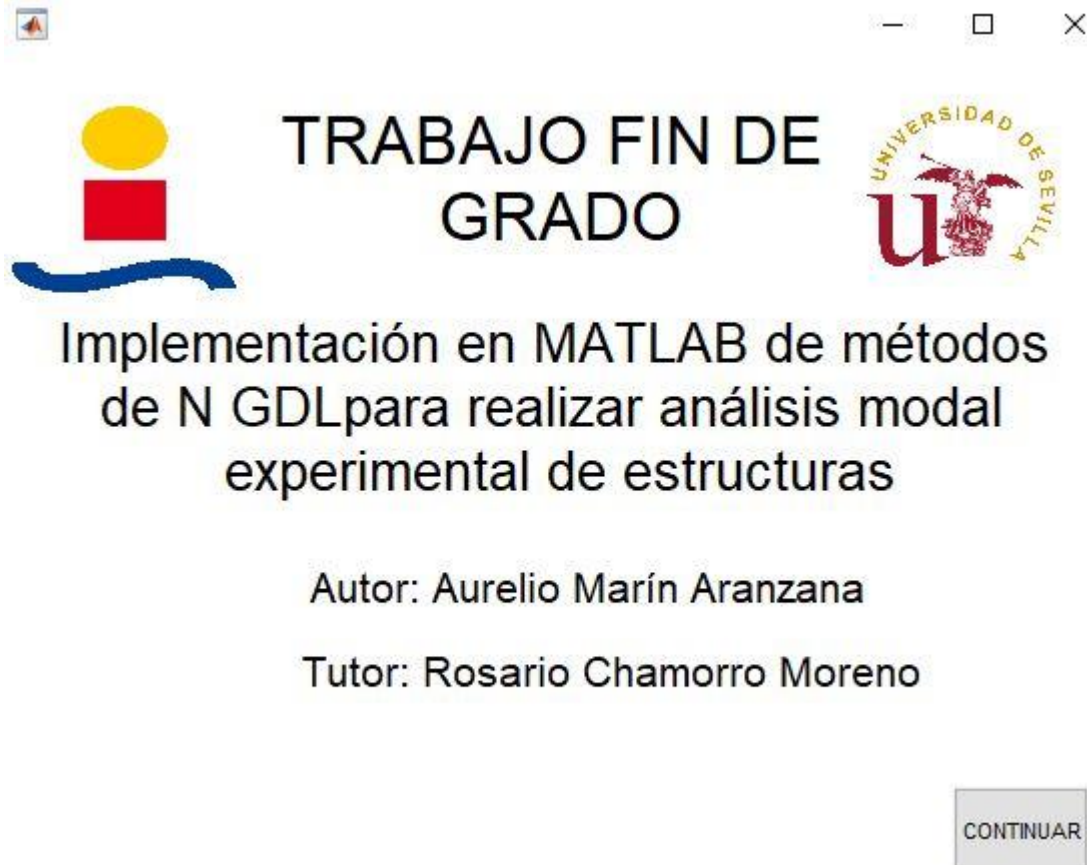 TRABAJO FIN DE
GRADO
UNIVERSIDAD DE SEVILLA
Implementación en MATLAB de métodos
de N GDLpara realizar análisis modal
experimental de estructuras
Autor: Aurelio Marín Aranzana
Tutor: Rosario Chamorro Moreno
CONTINUAR